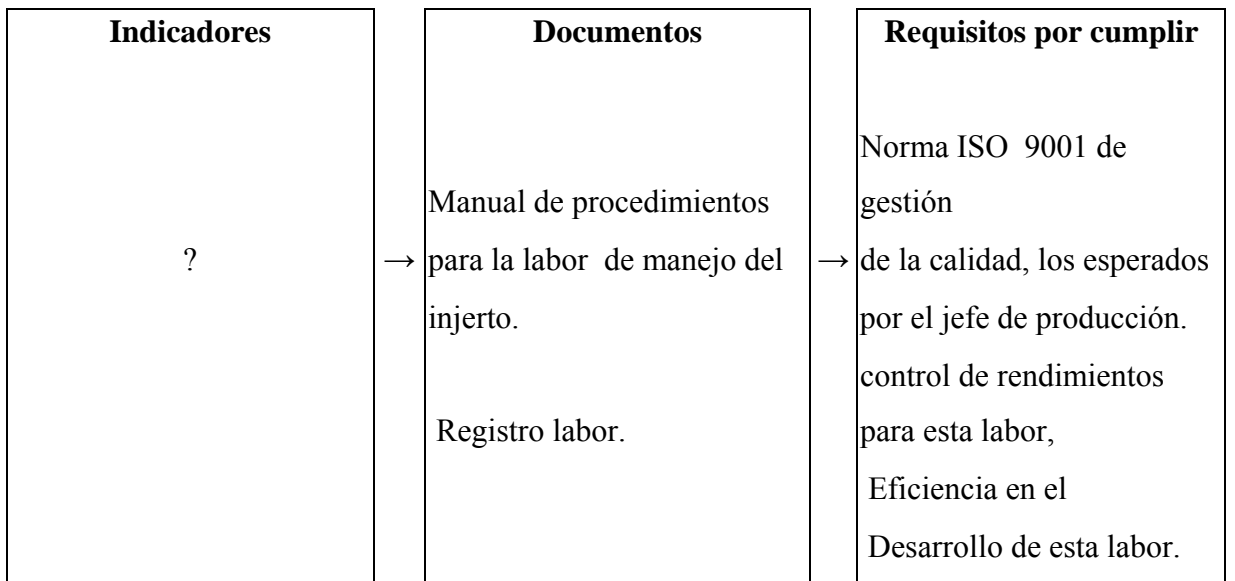 Indicadores
?
→
Documentos
Manual de procedimientos
para la labor de manejo del
injerto.
Registro labor.
→
Requisitos por cumplir
Norma ISO 9001 de
gestión
de la calidad, los esperados
por el jefe de producción.
control de rendimientos
para esta labor,
Eficiencia en el
Desarrollo de esta labor.